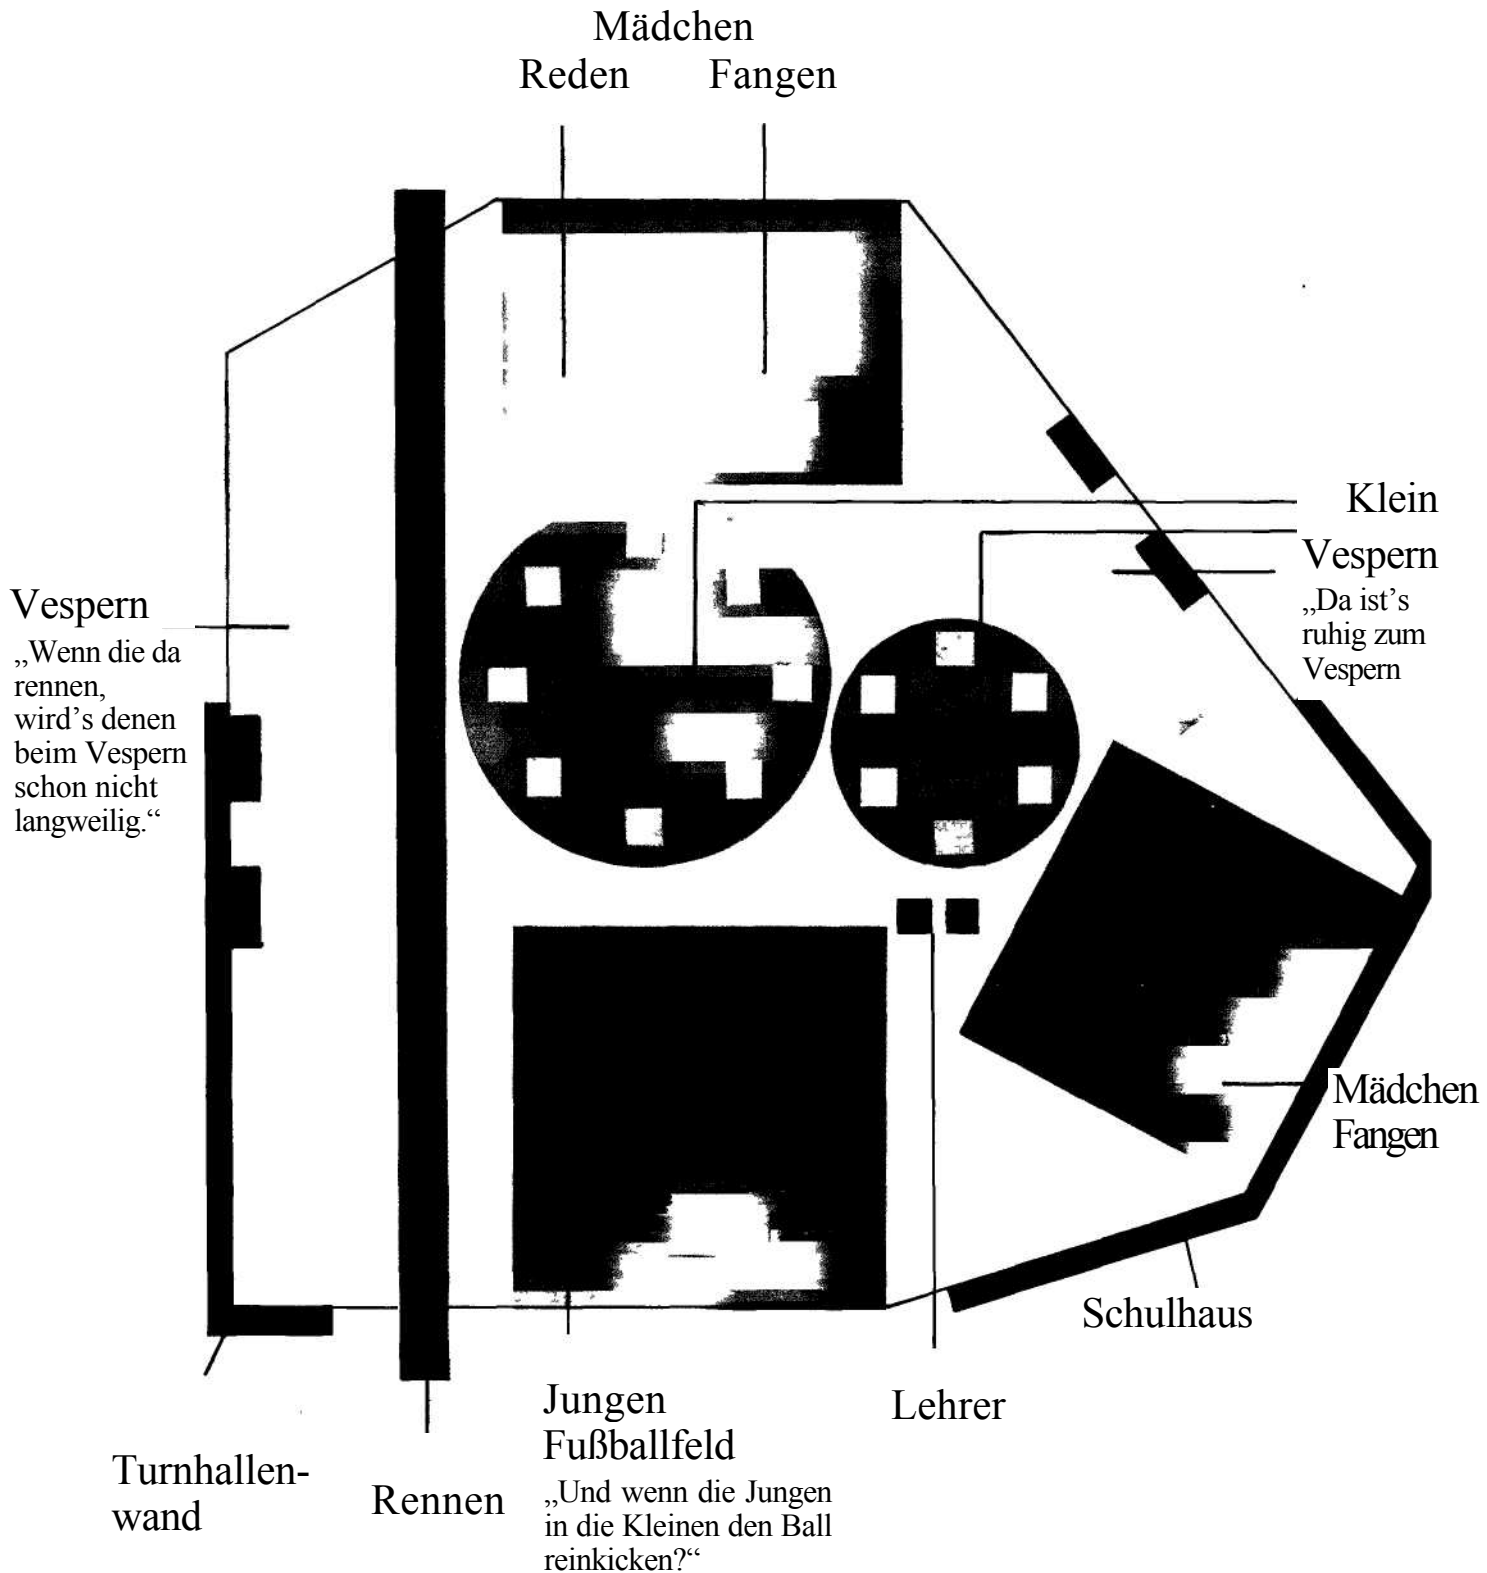 Mädchen
Reden Fangen
Klein
Vespern
„Da ist’s
ruhig zum
Vespern
Vespern
„Wenn die da
rennen,
wird’s denen
beim Vespern
schon nicht
langweilig.“
Mädchen
Fangen
Schulhaus
Lehrer
Jungen
Fußballfeld
„Und wenn die Jungen
in die Kleinen den Ball
reinkicken?“
Rennen
Turnhallen-
wand